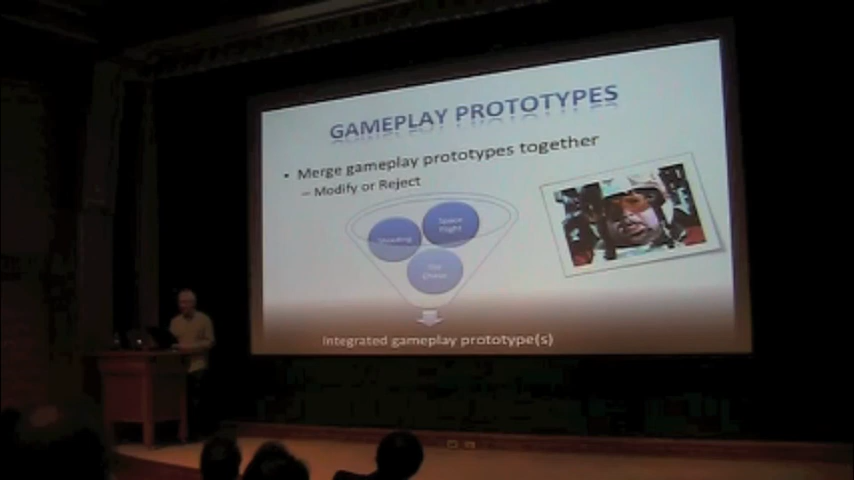 GAMEPLAY PROTOTYPES
• Merge gameplay prototypes together
– Modify or Reject
Space
Flight
Shooting
Chase
Integrated gameplay prototype(s)